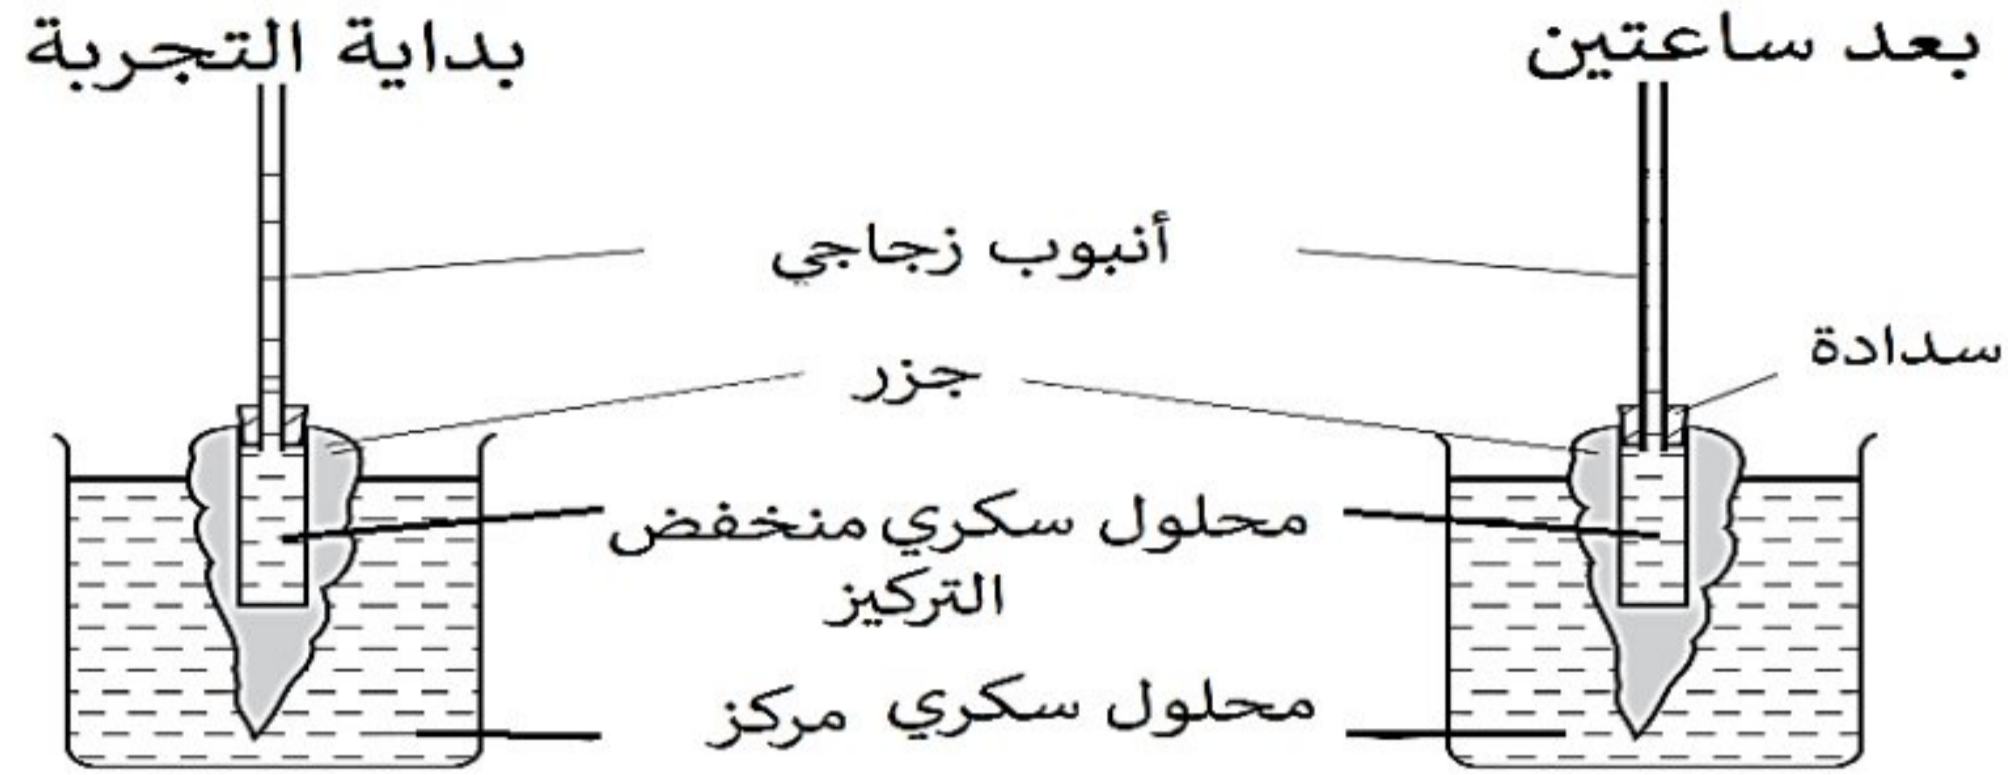 بعد ساعتين
بداية التجربة
أنبوب زجاجي
سدادة
جزر
محلول سكري منخفض
التركيز
محلول سكري مركز